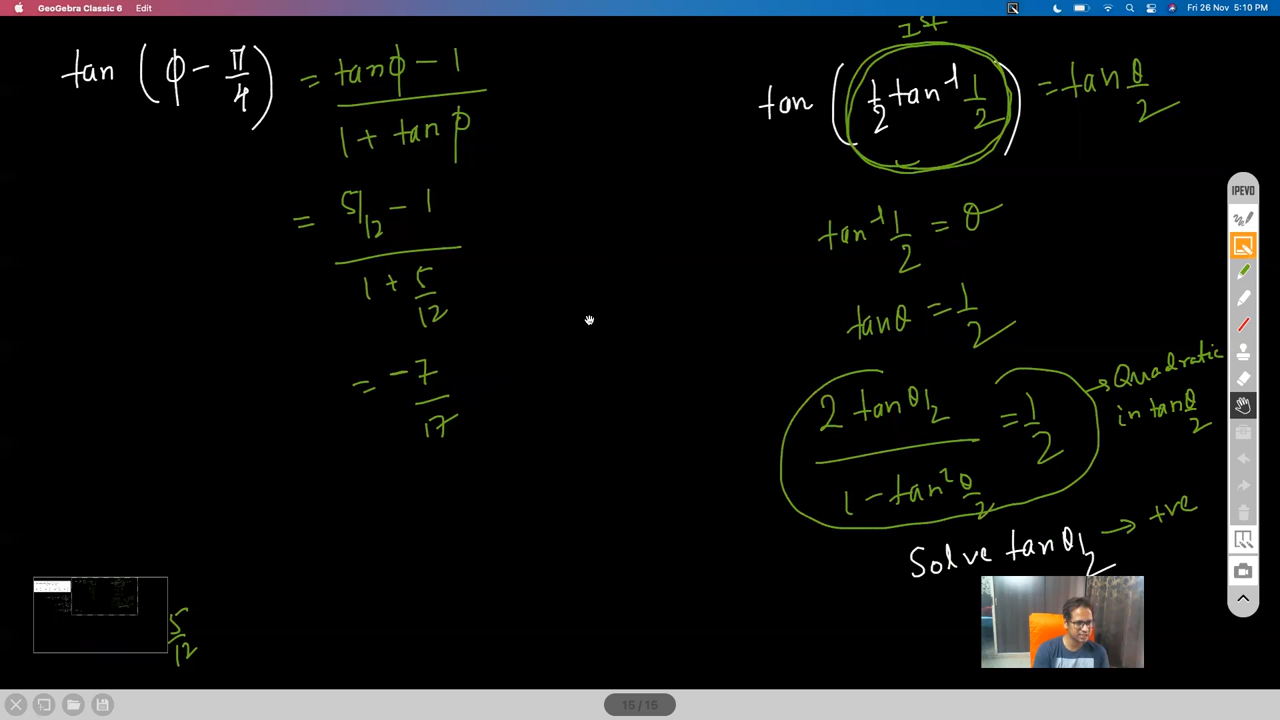 GeoGebra Classic 6 Edit
Fri 26 Nov 5:10 PM
tan (ϕ - π/4) = (tanϕ - 1)/(1 + tan ϕ)
= (5/12 - 1)/(1 + 5/12)
= -7/17
Ist
tan (1/2 tan⁻¹ 1/2) = tan θ/2
tan⁻¹ 1/2 = θ
tanθ = 1/2
(2 tan θ/2)/(1 - tan² θ/2) = 1/2
→ Quadratic
in tan θ/2
Solve tan θ/2 → +ve
5/12
IPEVO
15 / 15